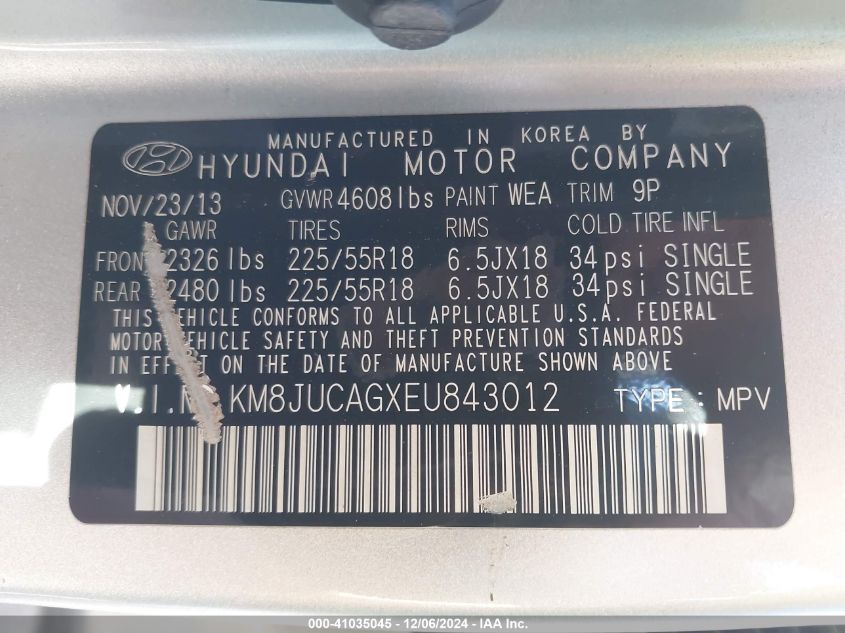 MANUFACTURED IN KOREA BY
HYUNDAI MOTOR COMPANY
NOV/23/13 GVWR 4608 lbs PAINT WEA TRIM 9P
GAWR TIRES RIMS COLD TIRE INFL
FRONT 2326 lbs 225/55R18 6.5JX18 34 psi SINGLE
REAR 2480 lbs 225/55R18 6.5JX18 34 psi SINGLE
THIS VEHICLE CONFORMS TO ALL APPLICABLE U.S.A. FEDERAL
MOTOR VEHICLE SAFETY AND THEFT PREVENTION STANDARDS
IN EFFECT ON THE DATE OF MANUFACTURE SHOWN ABOVE
V.I.N. KM8JUCAGXEU843012 TYPE : MPV
000-41035045 - 12/06/2024 - IAA, Inc.